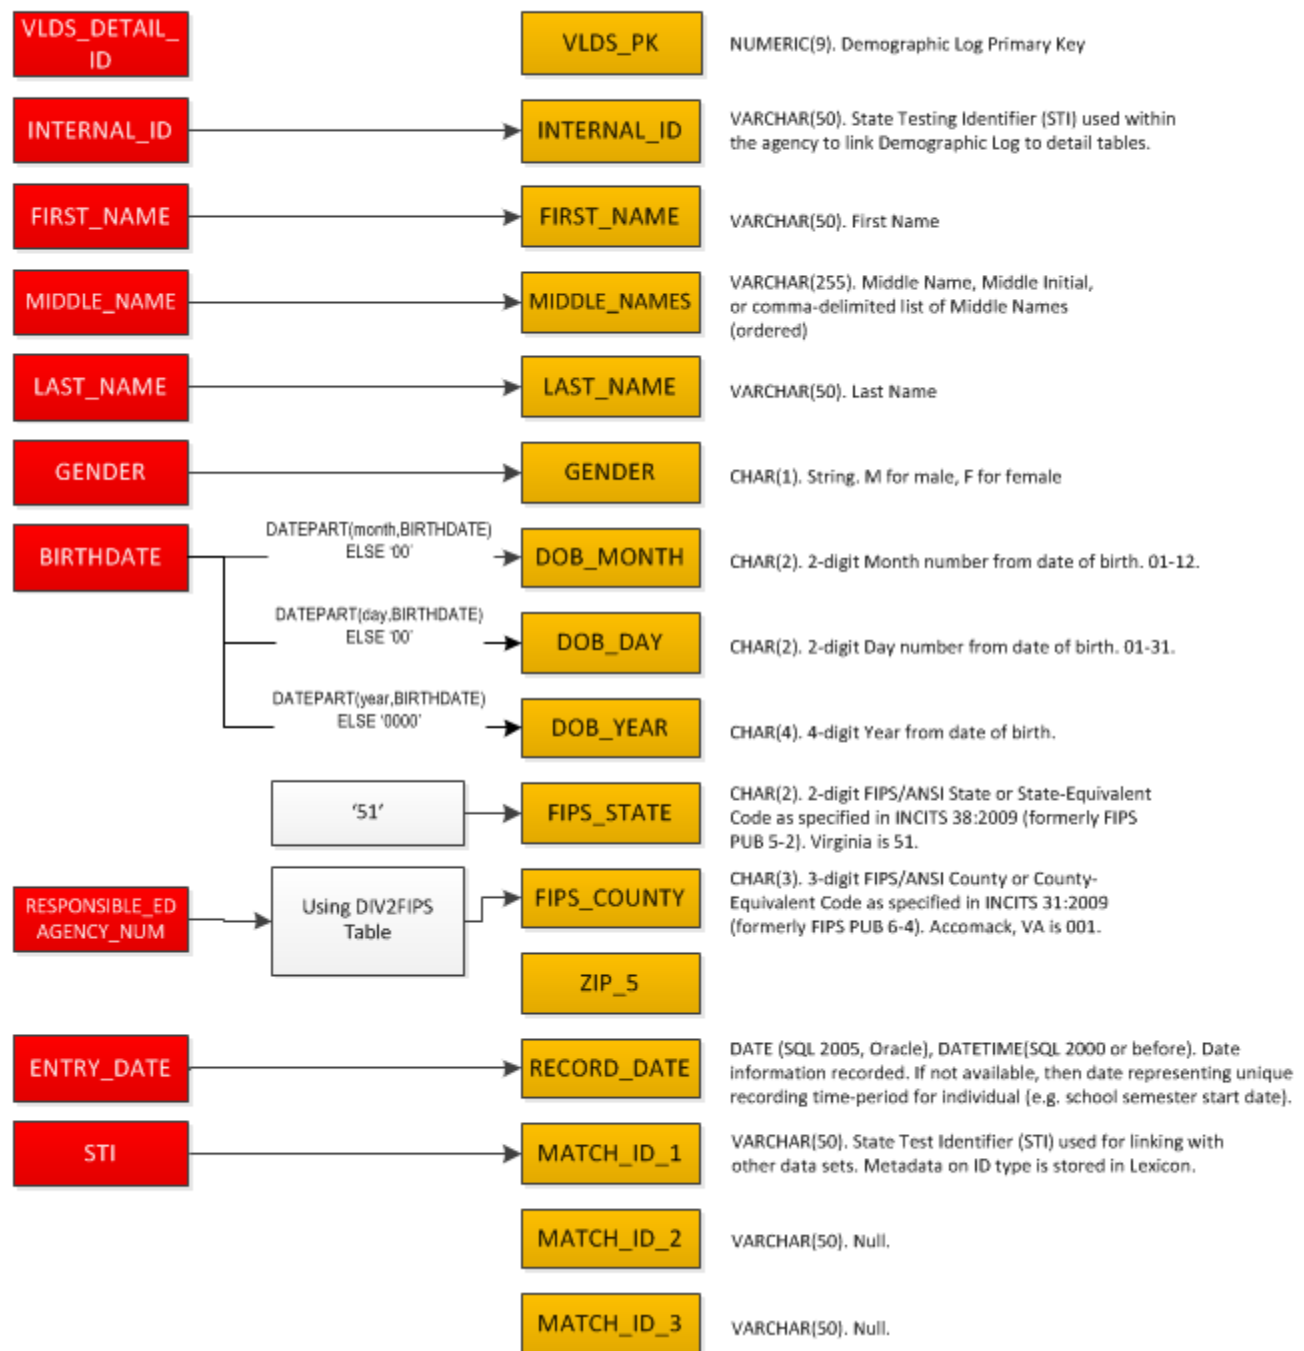 VLDS_DETAIL_
ID
VLDS_PK
NUMERIC(9). Demographic Log Primary Key
INTERNAL_ID
INTERNAL_ID
VARCHAR(50). State Testing Identifier (STI) used within
the agency to link Demographic Log to detail tables.
FIRST_NAME
FIRST_NAME
VARCHAR(50). First Name
MIDDLE_NAME
MIDDLE_NAMES
VARCHAR(255). Middle Name, Middle Initial,
or comma-delimited list of Middle Names
(ordered)
LAST_NAME
LAST_NAME
VARCHAR(50). Last Name
GENDER
GENDER
CHAR(1). String. M for male, F for female
BIRTHDATE
DATEPART(month,BIRTHDATE)
ELSE '00'
DOB_MONTH
CHAR(2). 2-digit Month number from date of birth. 01-12.
DATEPART(day,BIRTHDATE)
ELSE '00'
DOB_DAY
CHAR(2). 2-digit Day number from date of birth. 01-31.
DATEPART(year,BIRTHDATE)
ELSE '0000'
DOB_YEAR
CHAR(4). 4-digit Year from date of birth.
'51'
FIPS_STATE
CHAR(2). 2-digit FIPS/ANSI State or State-Equivalent
Code as specified in INCITS 38:2009 (formerly FIPS
PUB 5-2). Virginia is 51.
RESPONSIBLE_ED
AGENCY_NUM
Using DIV2FIPS
Table
FIPS_COUNTY
CHAR(3). 3-digit FIPS/ANSI County or County-
Equivalent Code as specified in INCITS 31:2009
(formerly FIPS PUB 6-4). Accomack, VA is 001.
ZIP_5
ENTRY_DATE
RECORD_DATE
DATE (SQL 2005, Oracle), DATETIME(SQL 2000 or before). Date
information recorded. If not available, then date representing unique
recording time-period for individual (e.g. school semester start date).
STI
MATCH_ID_1
VARCHAR(50). State Test Identifier (STI) used for linking with
other data sets. Metadata on ID type is stored in Lexicon.
MATCH_ID_2
VARCHAR(50). Null.
MATCH_ID_3
VARCHAR(50). Null.